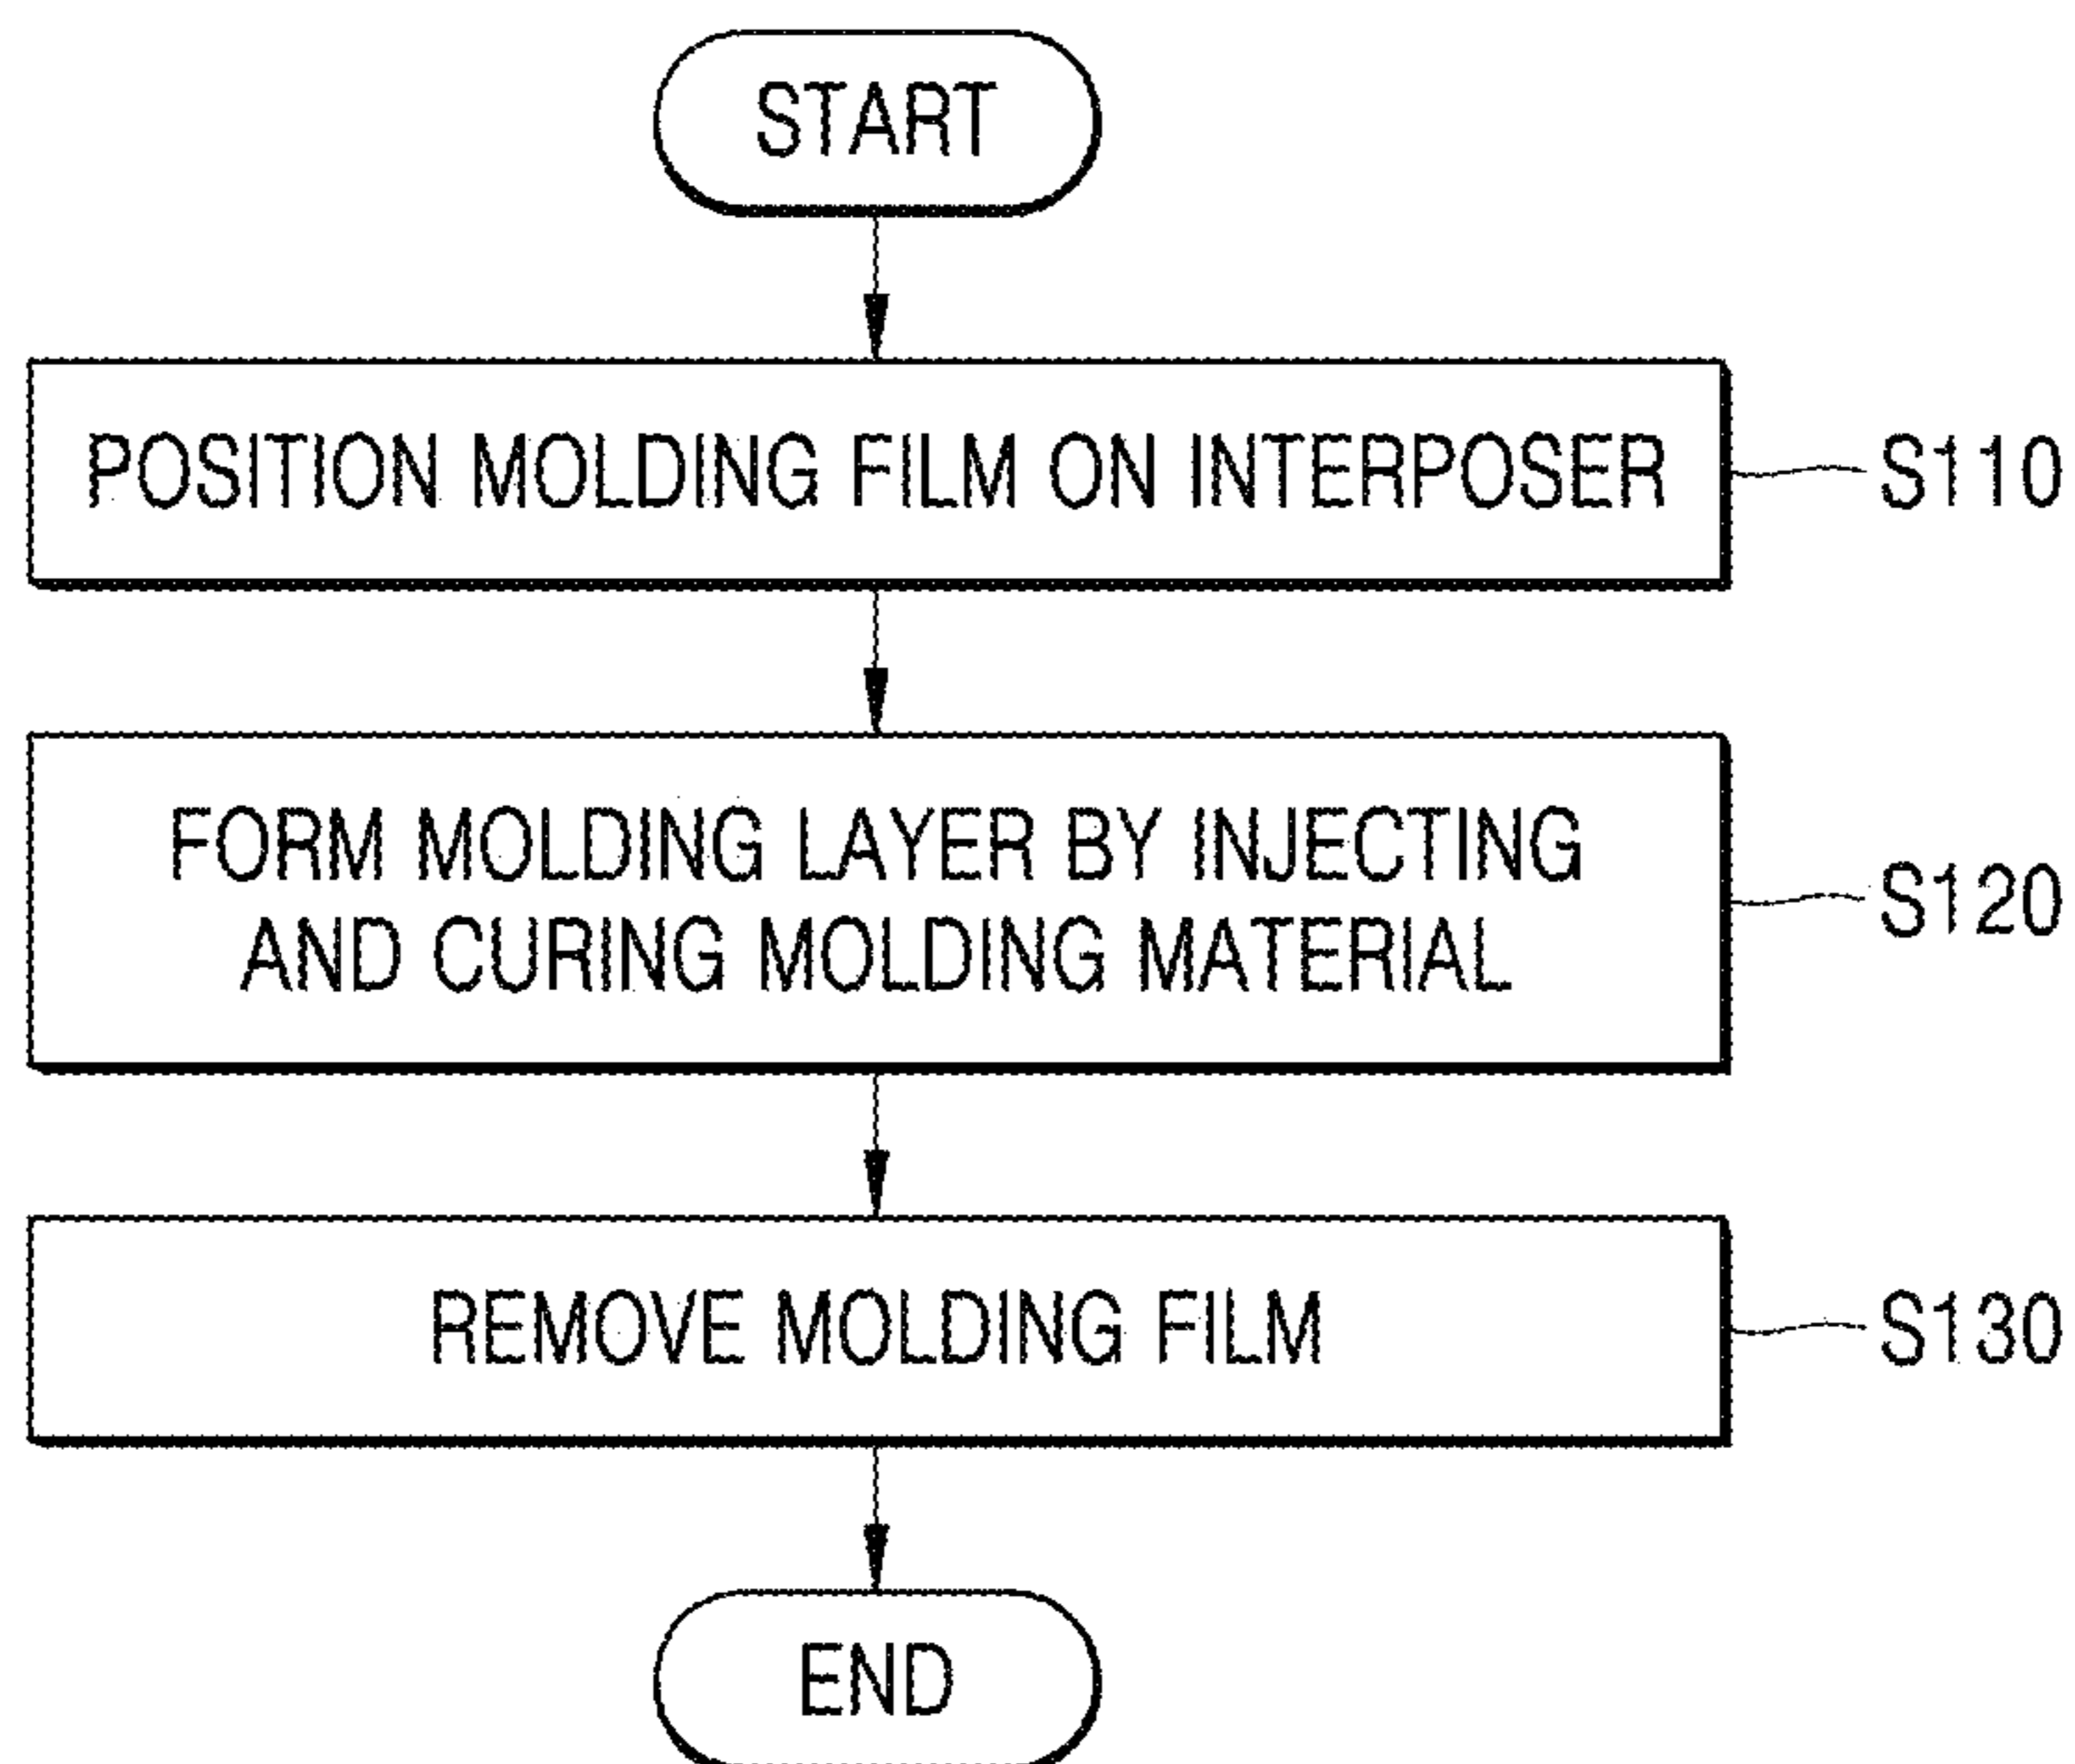 START
POSITION MOLDING FILM ON INTERPOSER
S110
FORM MOLDING LAYER BY INJECTING
AND CURING MOLDING MATERIAL
S120
REMOVE MOLDING FILM
S130
END